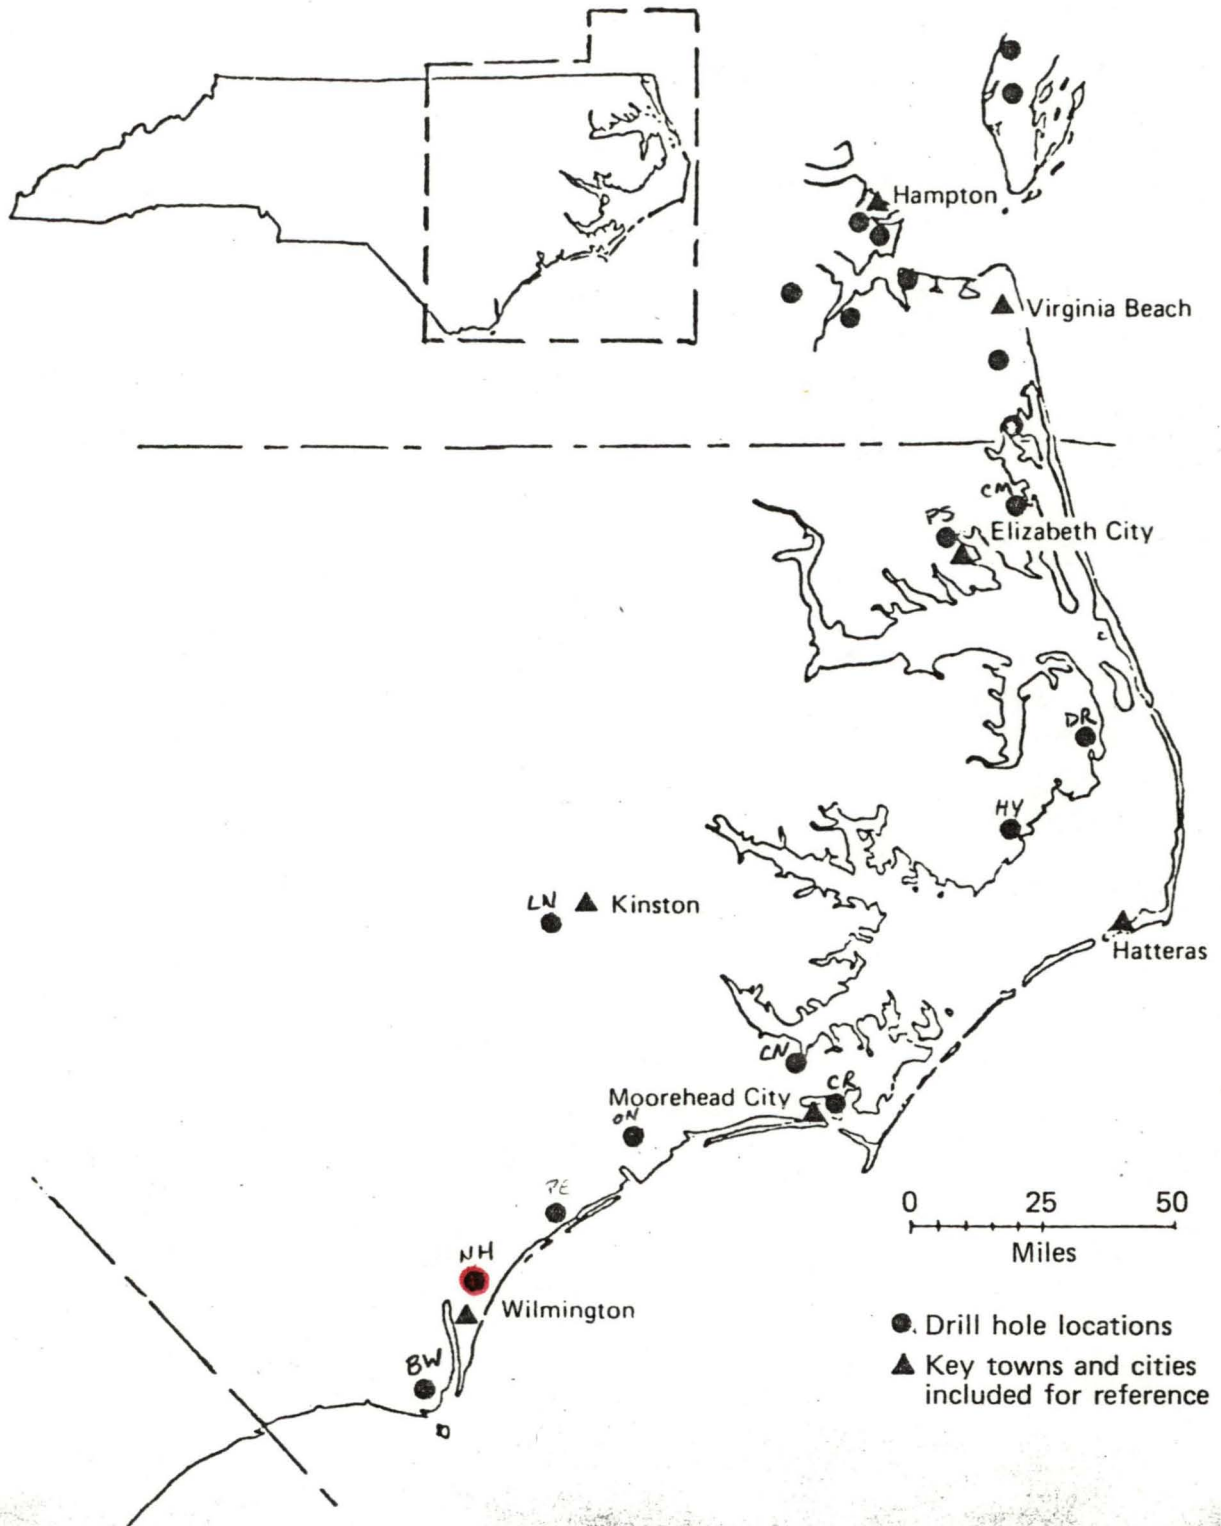 Hampton
Virginia Beach
CM
PS
Elizabeth City
DR
HY
LN
Kinston
Hatteras
CN
CR
Moorehead City
ON
PE
0 25 50
Miles
NH
Wilmington
Drill hole locations
BW
Key towns and cities
included for reference